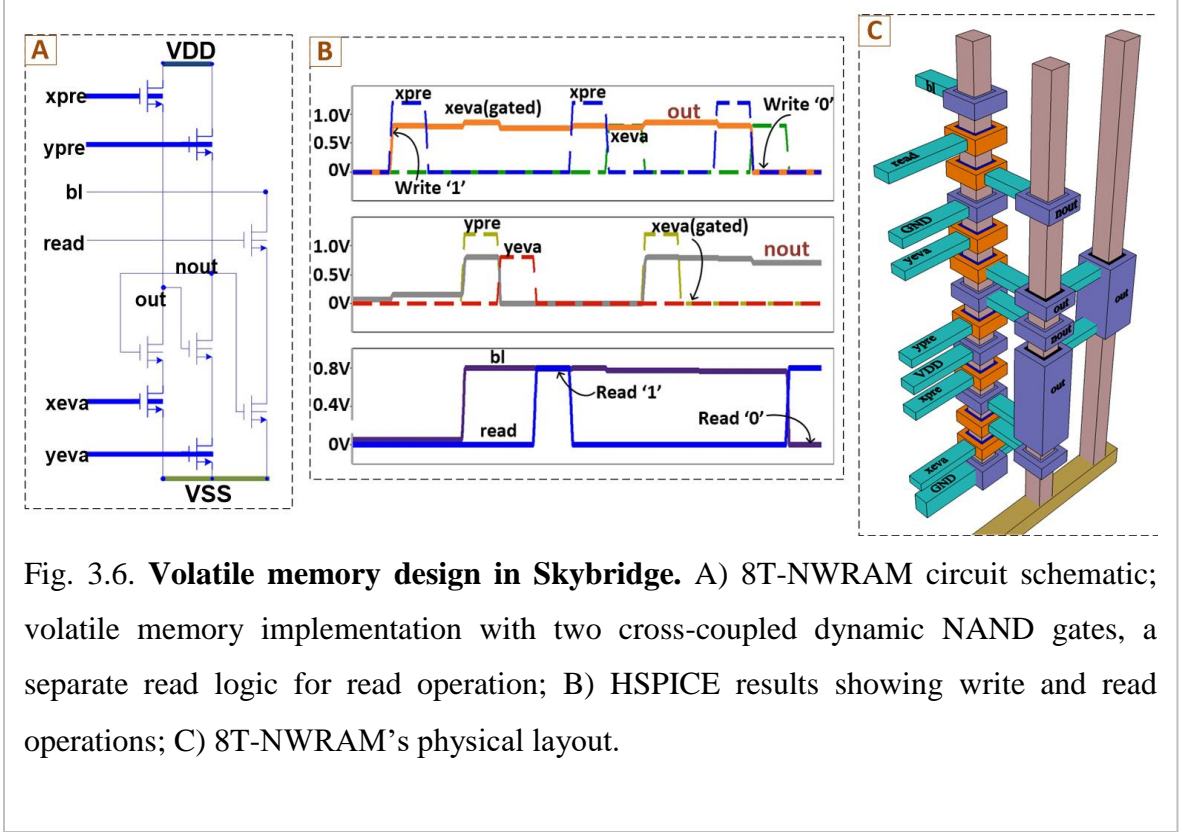 A
VDD
xpre
ypre
bl
read
nout
out
xeva
yeva
VSS
B
xpre
xeva(gated)
xpre
out
Write ‘0’
1.0V
0.5V
0V
xeva
Write ‘1’
ypre
yeva
xeva(gated)
nout
1.0V
0.5V
0V
bl
0.8V
0.4V
0V
Read ‘1’
read
Read ‘0’
C
bl
read
nout
GND
yeva
out
out
nout
ypre
VDD
xpre
out
xeva
GND
Fig. 3.6. Volatile memory design in Skybridge. A) 8T-NWRAM circuit schematic;
volatile memory implementation with two cross-coupled dynamic NAND gates, a
separate read logic for read operation; B) HSPICE results showing write and read
operations; C) 8T-NWRAM’s physical layout.